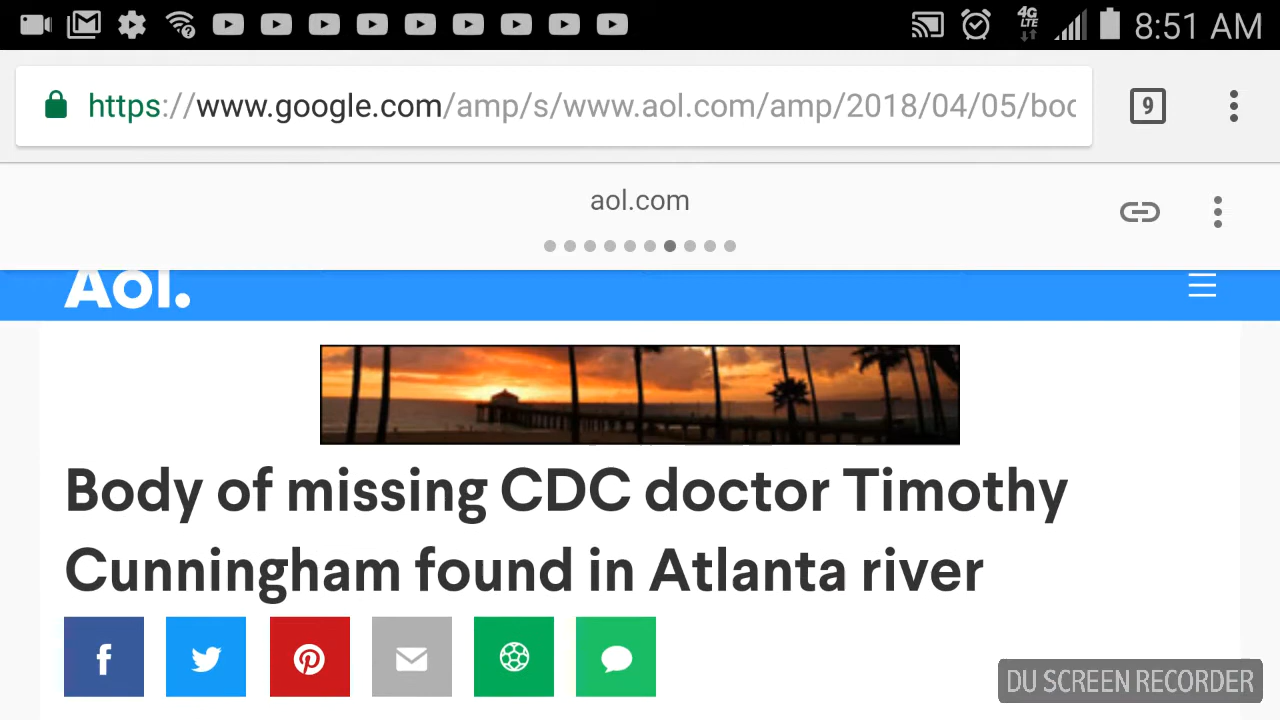 4G
LTE
8:51 AM
https://www.google.com/amp/s/www.aol.com/amp/2018/04/05/boc
9
aol.com
Aol.
Body of missing CDC doctor Timothy
Cunningham found in Atlanta river
f
DU SCREEN RECORDER